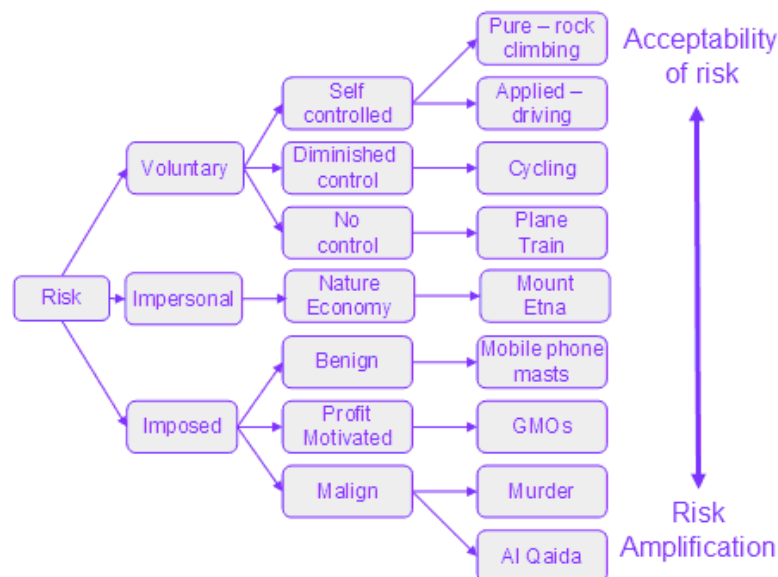 Pure – rock
climbing
Acceptability
of risk
Self
controlled
Applied –
driving
Voluntary
Diminished
control
Cycling
No
control
Plane
Train
Risk
Impersonal
Nature
Economy
Mount
Etna
Benign
Mobile phone
masts
Imposed
Profit
Motivated
GMOs
Malign
Murder
Risk
Amplification
Al Qaida